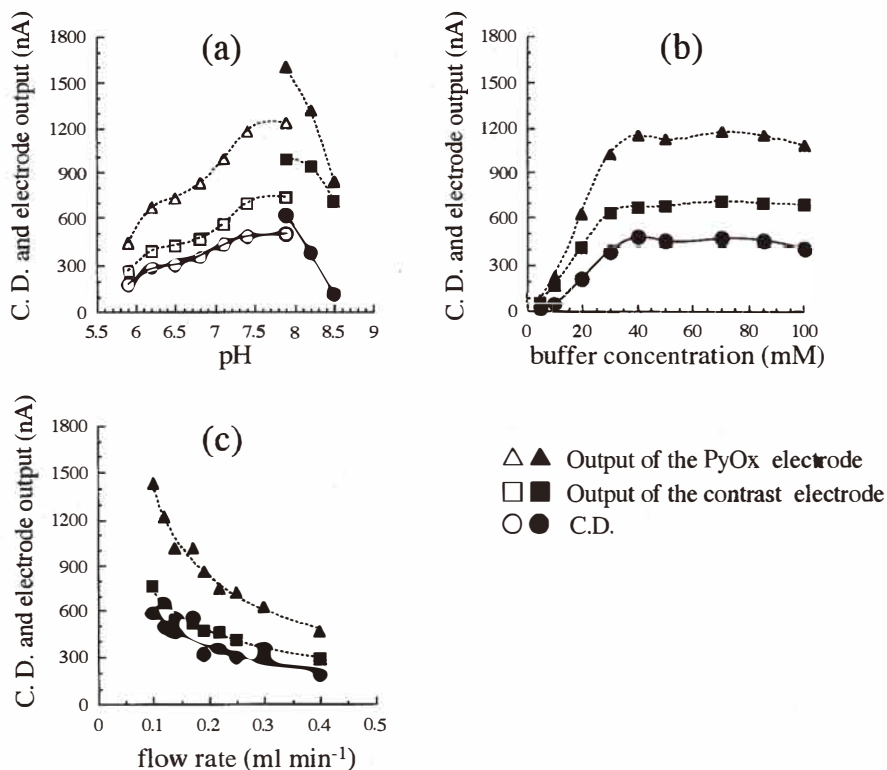 C. D. and electrode output (nA)
1800
1500
1200
900
600
300
0
(a)
5.5 6 6.5 7 7.5 8 8.5 9
pH
C. D. and electrode output (nA)
1800
1500
1200
900
600
300
0
(b)
0 20 40 60 80 100
buffer concentration (mM)
C. D. and electrode output (nA)
1800
1500
1200
900
600
300
0
(c)
0 0.1 0.2 0.3 0.4 0.5
flow rate (ml min⁻¹)
Output of the PyOx electrode
Output of the contrast electrode
C.D.